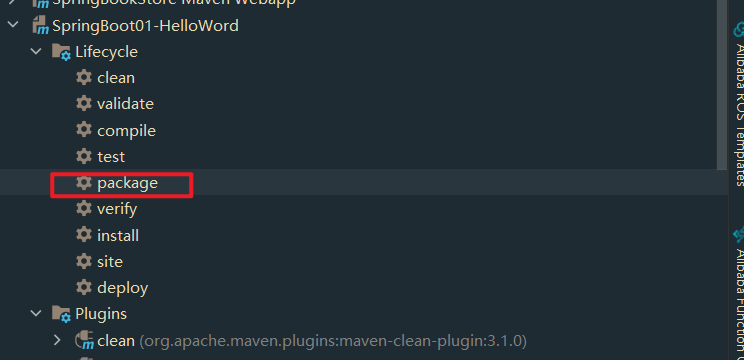 SpringBookStore Maven Webapp
SpringBoot01-HelloWord
Lifecycle
clean
validate
compile
test
package
verify
install
site
deploy
Plugins
clean (org.apache.maven.plugins:maven-clean-plugin:3.1.0)
Alibaba ROS Templates
Alibaba Function